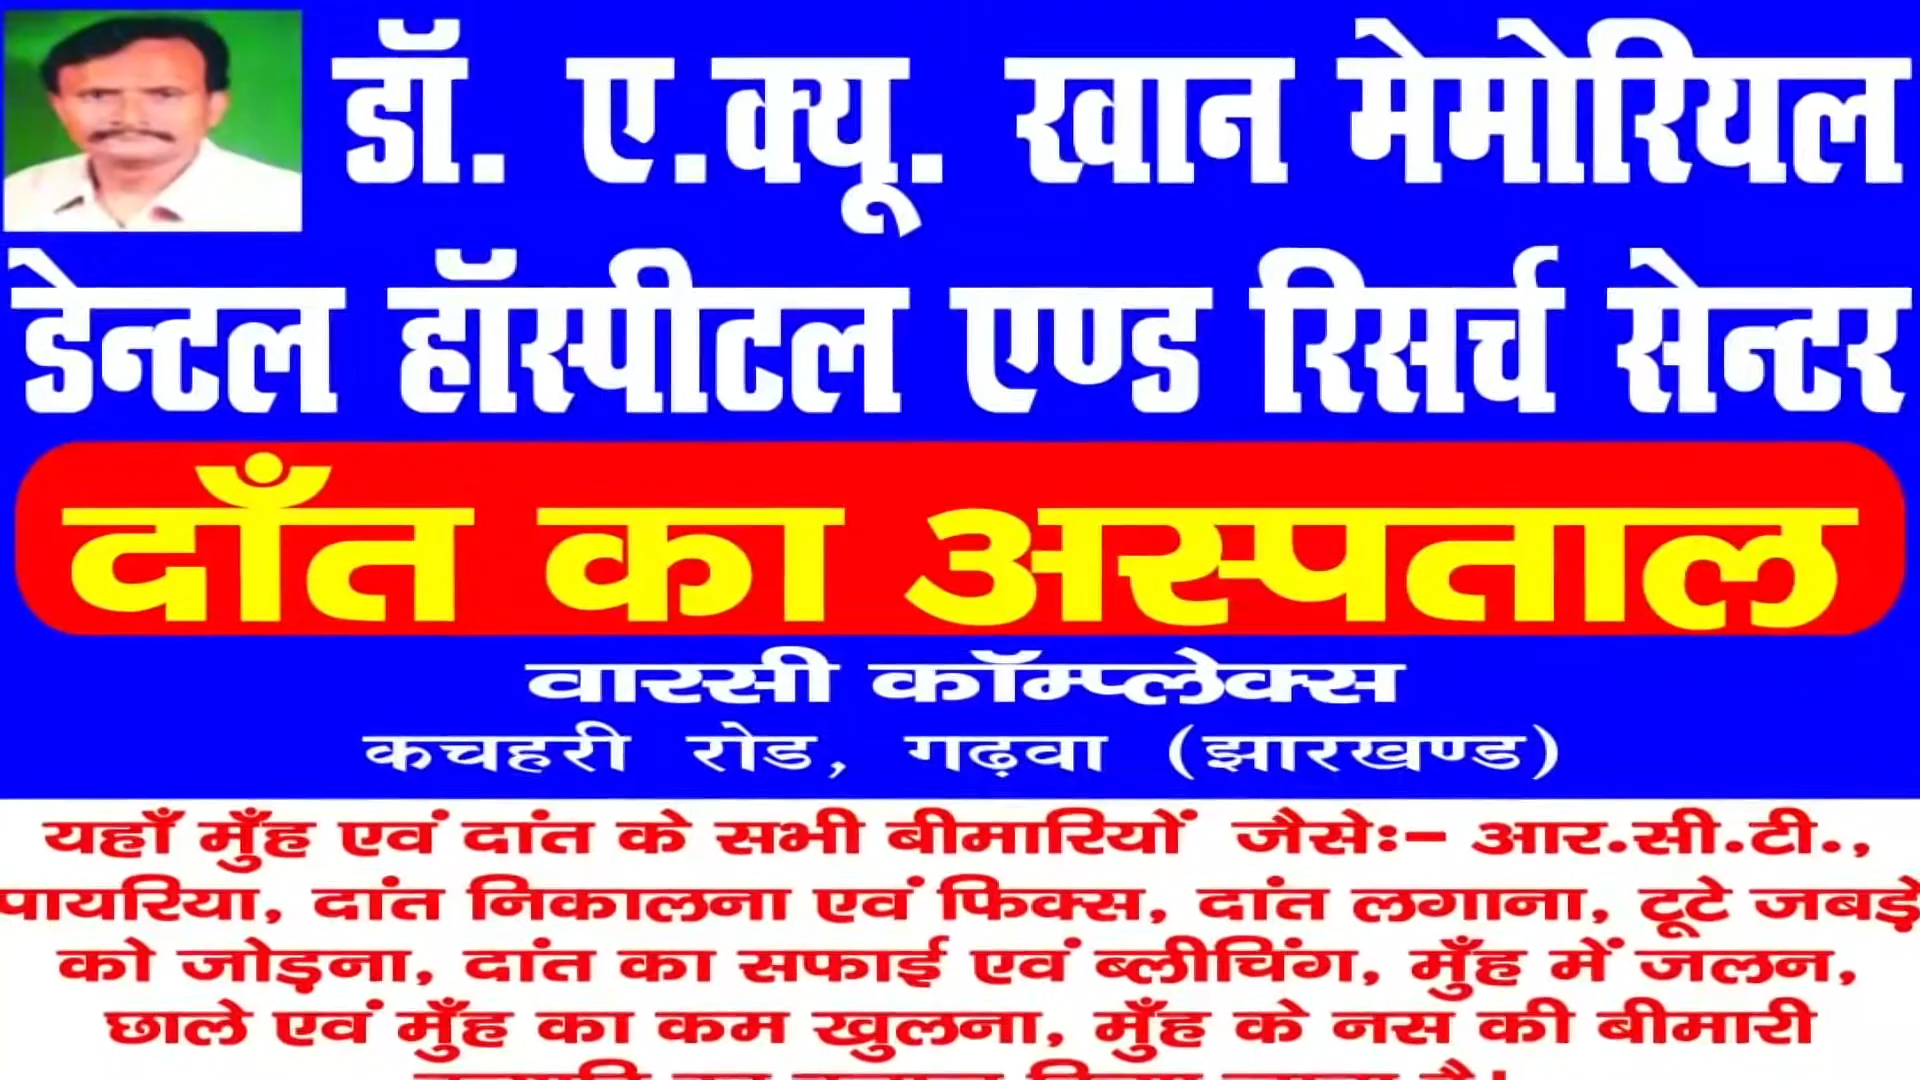 डॉ. ए.क्यू. खान मेमोरियल
डेन्टल हॉस्पीटल एण्ड रिसर्च सेन्टर
दाँत का अस्पताल
वारसी कॉम्प्लेक्स
कचहरी रोड, गढ़वा (झारखण्ड)
यहाँ मुँह एवं दांत के सभी बीमारियों जैसेः- आर.सी.टी.,
पायरिया, दांत निकालना एवं फिक्स, दांत लगाना, टूटे जबड़े
को जोड़ना, दांत का सफाई एवं ब्लीचिंग, मुँह में जलन,
छाले एवं मुँह का कम खुलना, मुँह के नस की बीमारी